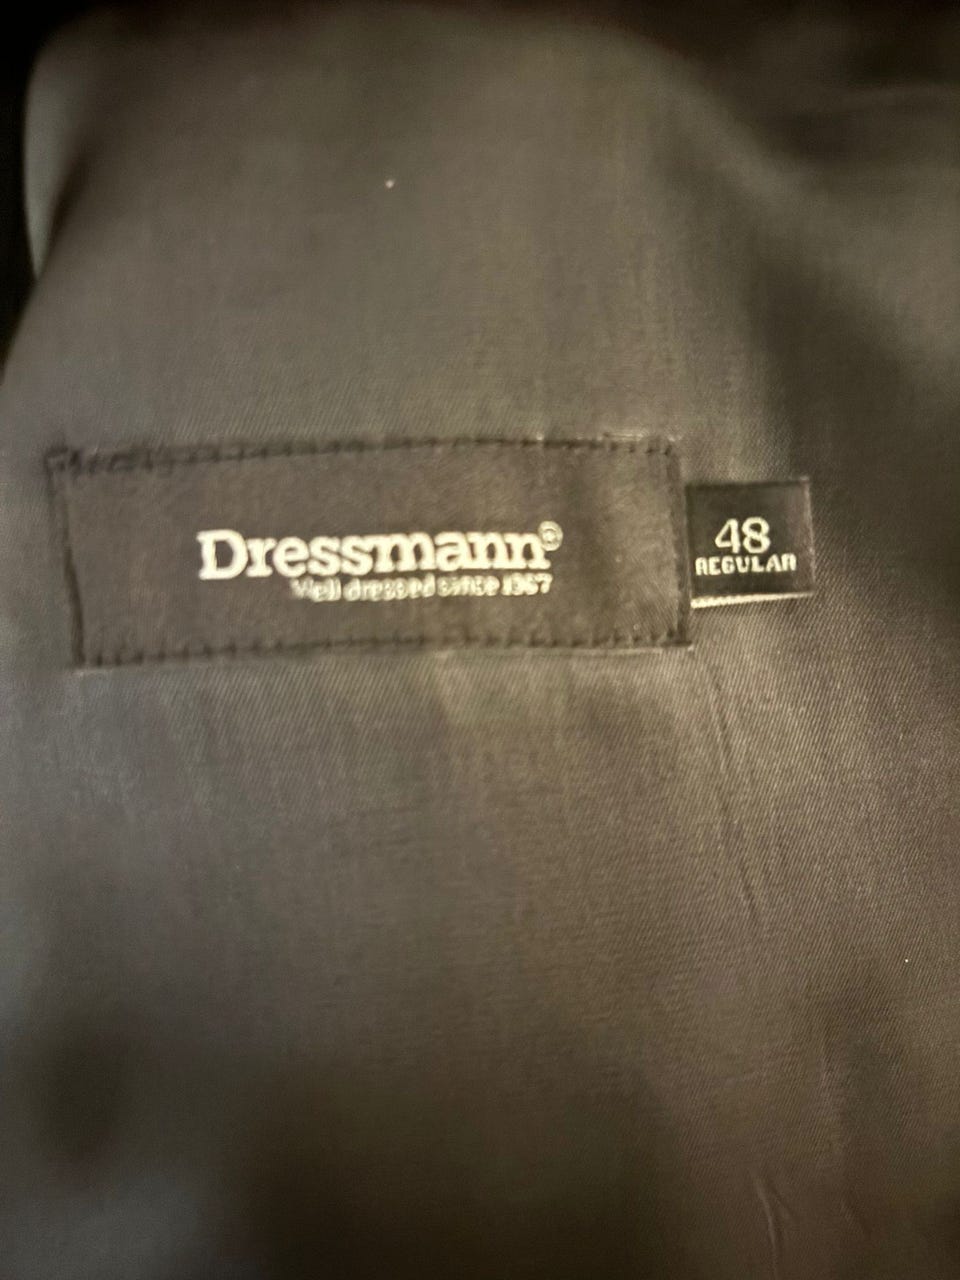 Dressmann®
Well dressed since 1967
48
REGULAR